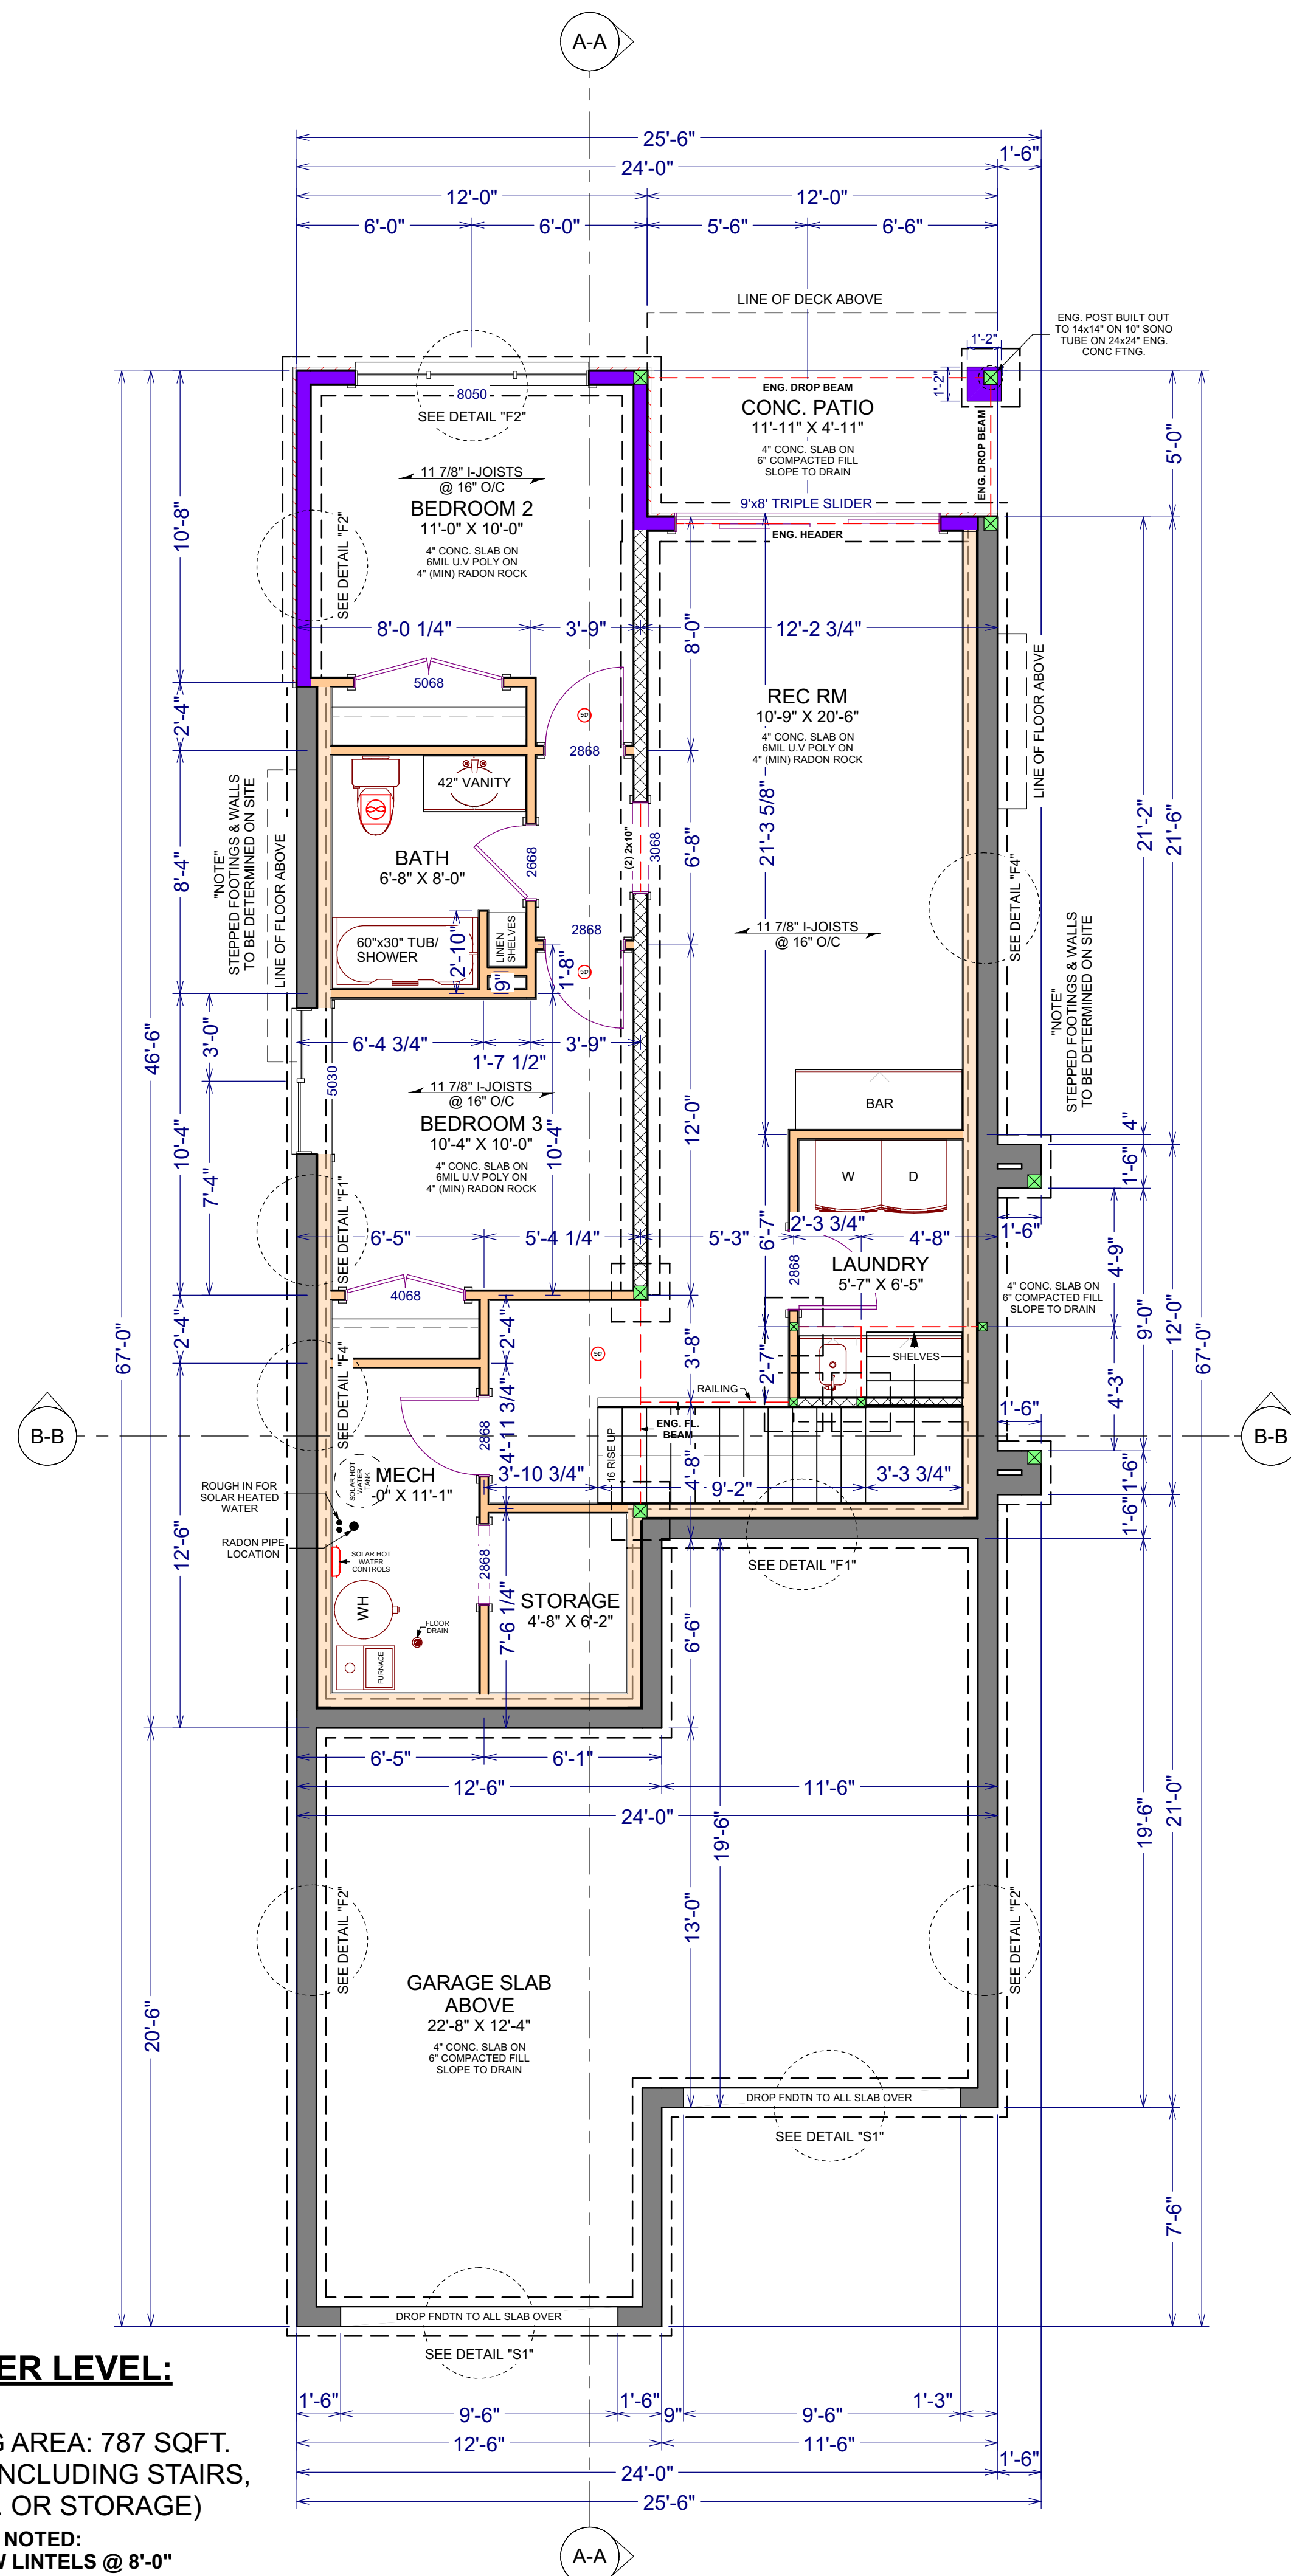 A-A
25'-6"
24'-0"
1'-6"
12'-0"
12'-0"
6'-0"
6'-0"
5'-6"
6'-6"
LINE OF DECK ABOVE
ENG. POST BUILT OUT
TO 14x14" ON 10" SONO
TUBE ON 24x24" ENG.
CONC FTNG.
1'-2"
1'-2"
8050
SEE DETAIL "F2"
ENG. DROP BEAM
CONC. PATIO
11'-11" X 4'-11"
4" CONC. SLAB ON
6" COMPACTED FILL
SLOPE TO DRAIN
ENG. DROP BEAM
5'-0"
11 7/8" I-JOISTS
@ 16" O/C
BEDROOM 2
11'-0" X 10'-0"
4" CONC. SLAB ON
6MIL U.V POLY ON
4" (MIN) RADON ROCK
9'x8' TRIPLE SLIDER
ENG. HEADER
10'-8"
SEE DETAIL "F2"
8'-0 1/4"
3'-9"
8'-0"
12'-2 3/4"
5068
2'-4"
SD
2868
REC RM
10'-9" X 20'-6"
4" CONC. SLAB ON
6MIL U.V POLY ON
4" (MIN) RADON ROCK
LINE OF FLOOR ABOVE
42" VANITY
BATH
6'-8" X 8'-0"
2668
(2) 2x10"
3068
6'-8"
21'-3 5/8"
21'-2"
21'-6"
8'-4"
"NOTE"
STEPPED FOOTINGS & WALLS
TO BE DETERMINED ON SITE
LINE OF FLOOR ABOVE
60"x30" TUB/
SHOWER
2'-10"
LINEN
SHELVES
9"
2868
1'-8"
SD
11 7/8" I-JOISTS
@ 16" O/C
SEE DETAIL "F4"
"NOTE"
STEPPED FOOTINGS & WALLS
TO BE DETERMINED ON SITE
46'-6"
3'-0"
6'-4 3/4"
1'-7 1/2"
3'-9"
5030
11 7/8" I-JOISTS
@ 16" O/C
BEDROOM 3
10'-4" X 10'-0"
4" CONC. SLAB ON
6MIL U.V POLY ON
4" (MIN) RADON ROCK
10'-4"
10'-4"
7'-4"
12'-0"
BAR
4"
1'-6"
W
D
SEE DETAIL "F1"
6'-5"
5'-4 1/4"
5'-3"
2'-3 3/4"
4'-8"
1'-6"
6'-7"
2868
LAUNDRY
5'-7" X 6'-5"
4'-9"
4" CONC. SLAB ON
6" COMPACTED FILL
SLOPE TO DRAIN
9'-0"
12'-0"
67'-0"
67'-0"
4068
2'-4"
2'-4"
3'-8"
2'-7"
SD
SHELVES
4'-3"
SEE DETAIL "F4"
RAILING
1'-6"
B-B
B-B
2868
4'-11 3/4"
ENG. FL.
BEAM
16 RISE UP
4'-8"
MECH
-0" X 11'-1"
SOLAR HOT
WATER
TANK
3'-10 3/4"
9'-2"
3'-3 3/4"
1'-6"
1'-6"
ROUGH IN FOR
SOLAR HEATED
WATER
RADON PIPE
LOCATION
12'-6"
SOLAR HOT
WATER
CONTROLS
2868
SEE DETAIL "F1"
WH
STORAGE
4'-8" X 6'-2"
7'-6 1/4"
6'-6"
FLOOR
DRAIN
FURNACE
6'-5"
6'-1"
12'-6"
11'-6"
24'-0"
19'-6"
19'-6"
21'-0"
13'-0"
SEE DETAIL "F2"
SEE DETAIL "F2"
20'-6"
GARAGE SLAB
ABOVE
22'-8" X 12'-4"
4" CONC. SLAB ON
6" COMPACTED FILL
SLOPE TO DRAIN
DROP FNDTN TO ALL SLAB OVER
SEE DETAIL "S1"
7'-6"
DROP FNDTN TO ALL SLAB OVER
SEE DETAIL "S1"
ER LEVEL:
1'-6"
9'-6"
1'-6"
9"
9'-6"
1'-3"
G AREA: 787 SQFT.
12'-6"
11'-6"
NCLUDING STAIRS,
24'-0"
1'-6"
. OR STORAGE)
25'-6"
NOTED:
W LINTELS @ 8'-0"
A-A